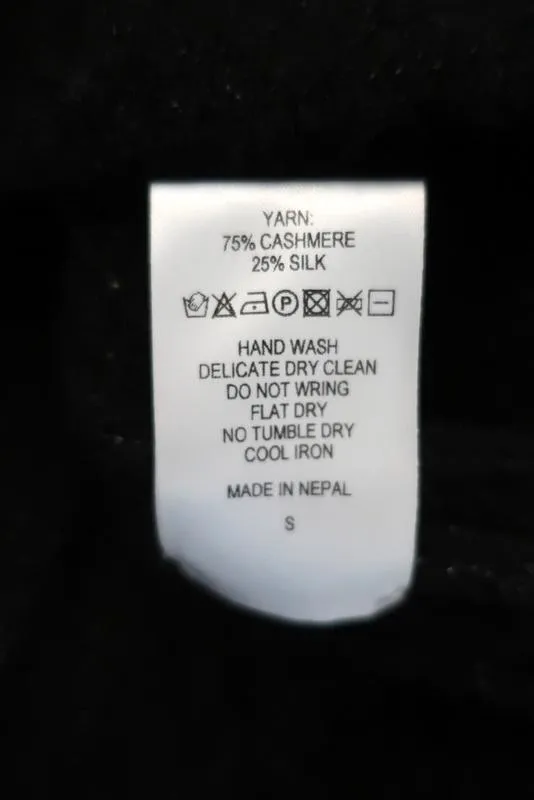 YARN:
75% CASHMERE
25% SILK
P
HAND WASH
DELICATE DRY CLEAN
DO NOT WRING
FLAT DRY
NO TUMBLE DRY
COOL IRON
MADE IN NEPAL
S